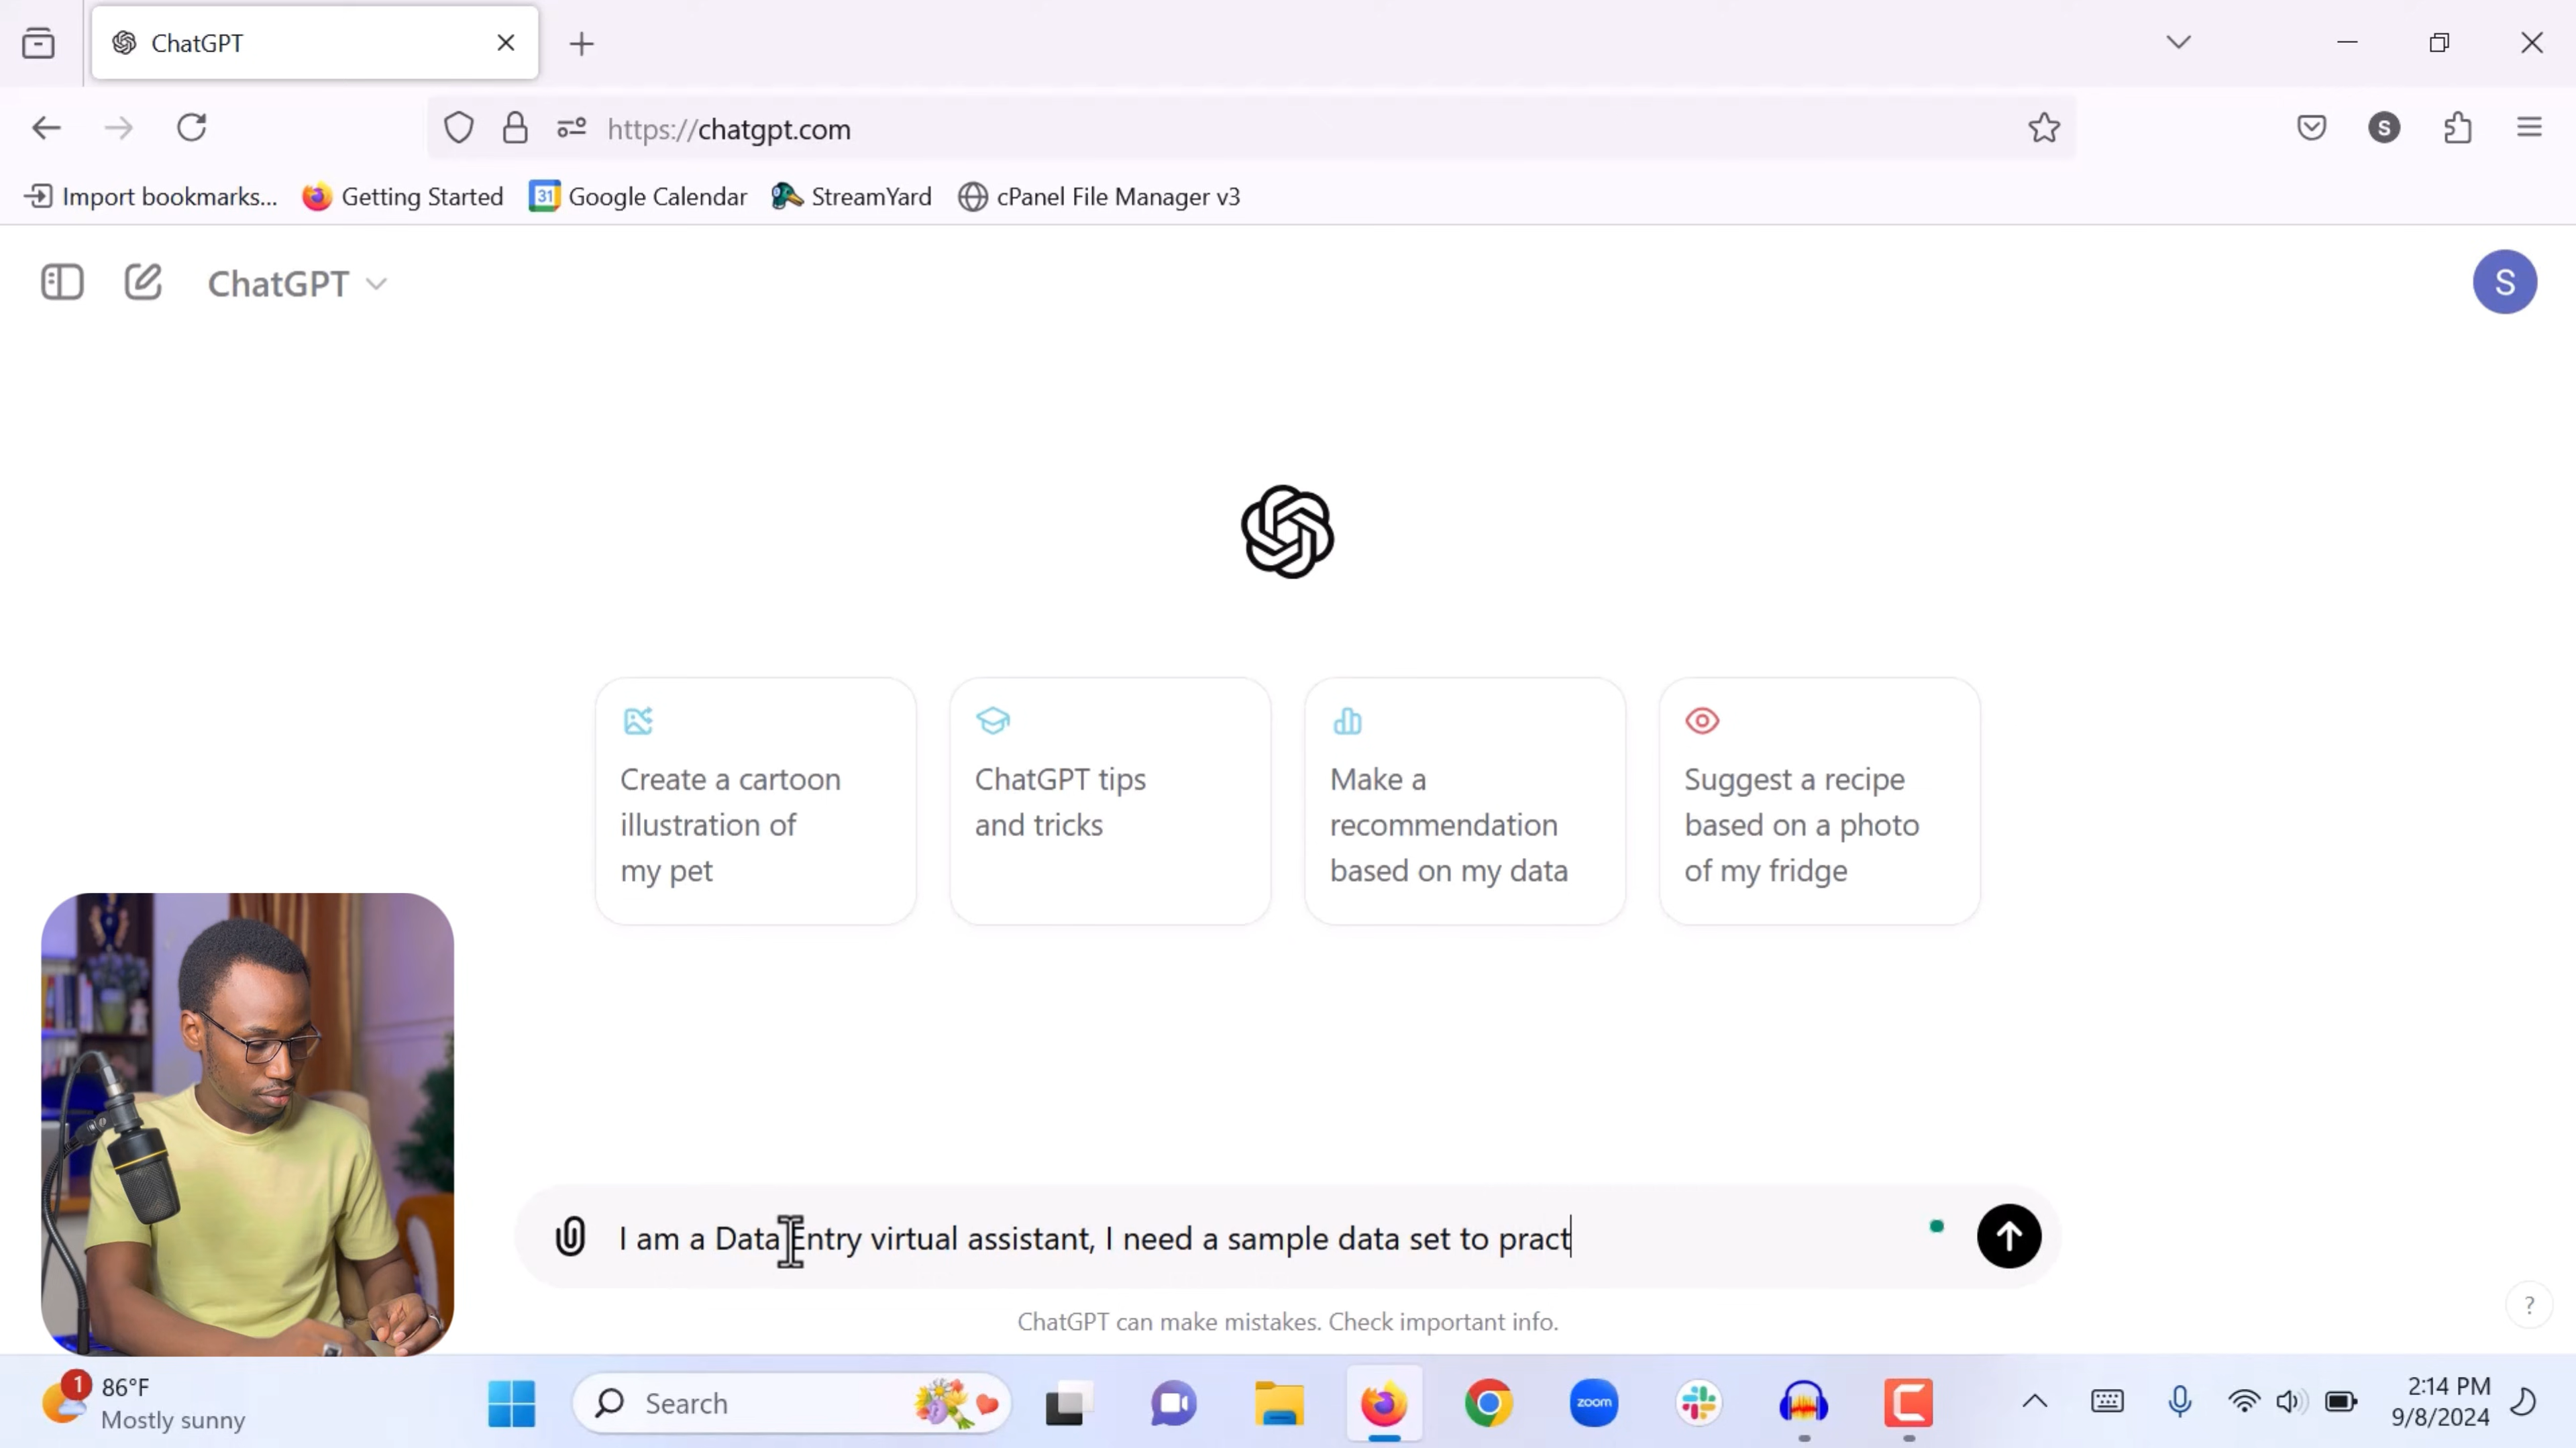 ChatGPT
https://chatgpt.com
S
Import bookmarks...
Getting Started
31
Google Calendar
StreamYard
cPanel File Manager v3
ChatGPT
S
Create a cartoon
illustration of
my pet
ChatGPT tips
and tricks
Make a
recommendation
based on my data
Suggest a recipe
based on a photo
of my fridge
I am a Data Entry virtual assistant, I need a sample data set to pract
ChatGPT can make mistakes. Check important info.
?
1
86°F
Mostly sunny
Search
zoom
2:14 PM
9/8/2024